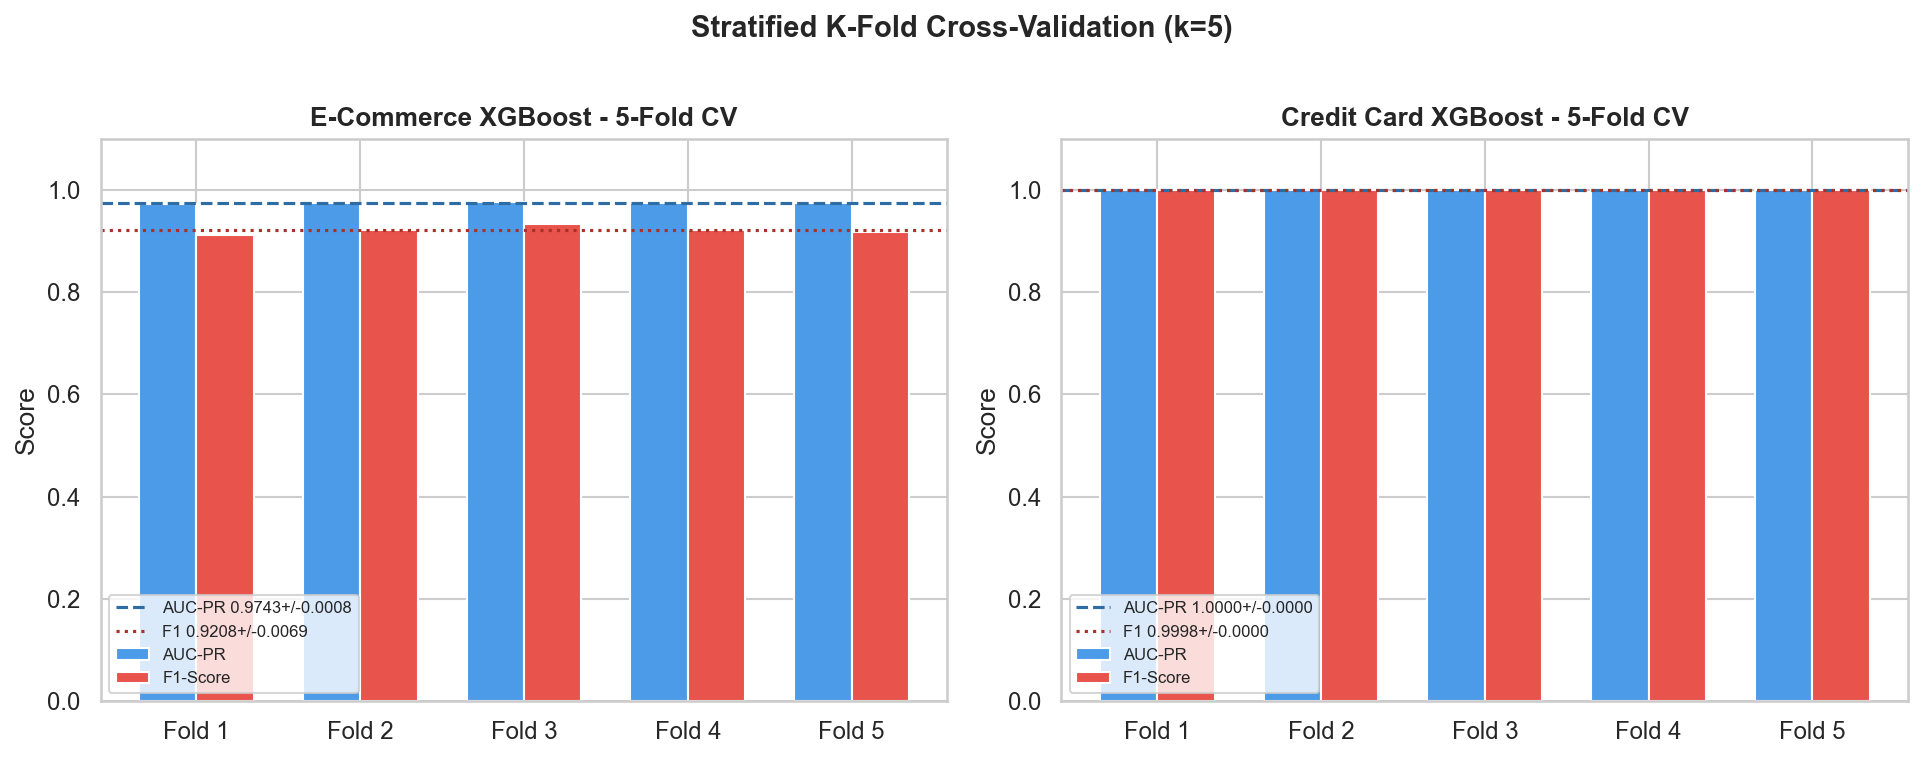 Stratified K-Fold Cross-Validation (k=5)
E-Commerce XGBoost - 5-Fold CV
Score
1.0
0.8
0.6
0.4
0.2
0.0
AUC-PR 0.9743+/-0.0008
F1 0.9208+/-0.0069
AUC-PR
F1-Score
Fold 1 Fold 2 Fold 3 Fold 4 Fold 5
Credit Card XGBoost - 5-Fold CV
Score
1.0
0.8
0.6
0.4
0.2
0.0
AUC-PR 1.0000+/-0.0000
F1 0.9998+/-0.0000
AUC-PR
F1-Score
Fold 1 Fold 2 Fold 3 Fold 4 Fold 5